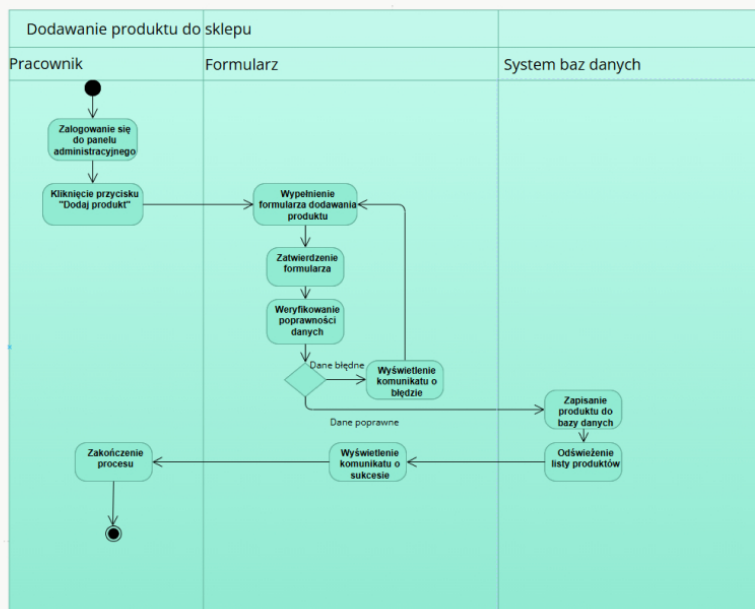 Dodawanie produktu do sklepu
Pracownik
Formularz
System baz danych
Zalogowanie się
do panelu
administracyjnego
Kliknięcie przycisku
"Dodaj produkt"
Wypełnienie
formularza dodawania
produktu
Zatwierdzenie
formularza
Weryfikowanie
poprawności
danych
Dane błędne
Wyświetlenie
komunikatu o
błędzie
Dane poprawne
Zapisanie
produktu do
bazy danych
Odświeżenie
listy produktów
Wyświetlenie
komunikatu o
sukcesie
Zakończenie
procesu